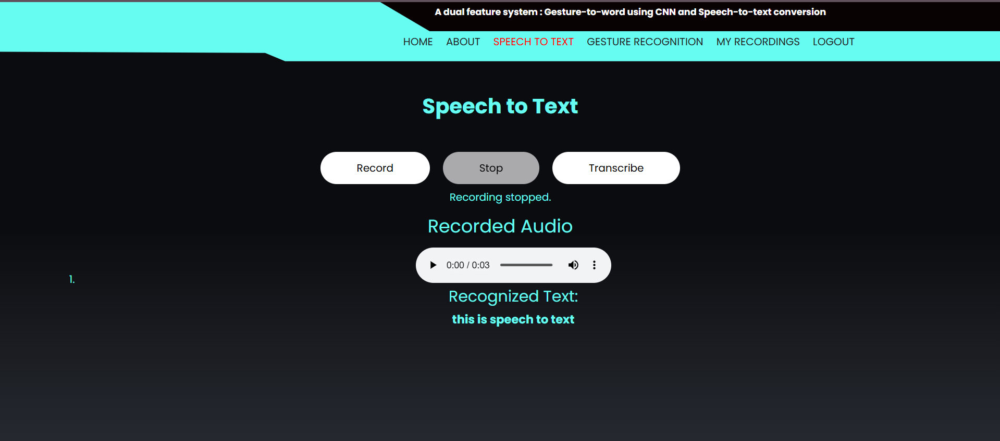 A dual feature system : Gesture-to-word using CNN and Speech-to-text conversion
HOME ABOUT SPEECH TO TEXT GESTURE RECOGNITION MY RECORDINGS LOGOUT
Speech to Text
Record Stop Transcribe
Recording stopped.
Recorded Audio
0:00 / 0:03
1.
Recognized Text:
this is speech to text